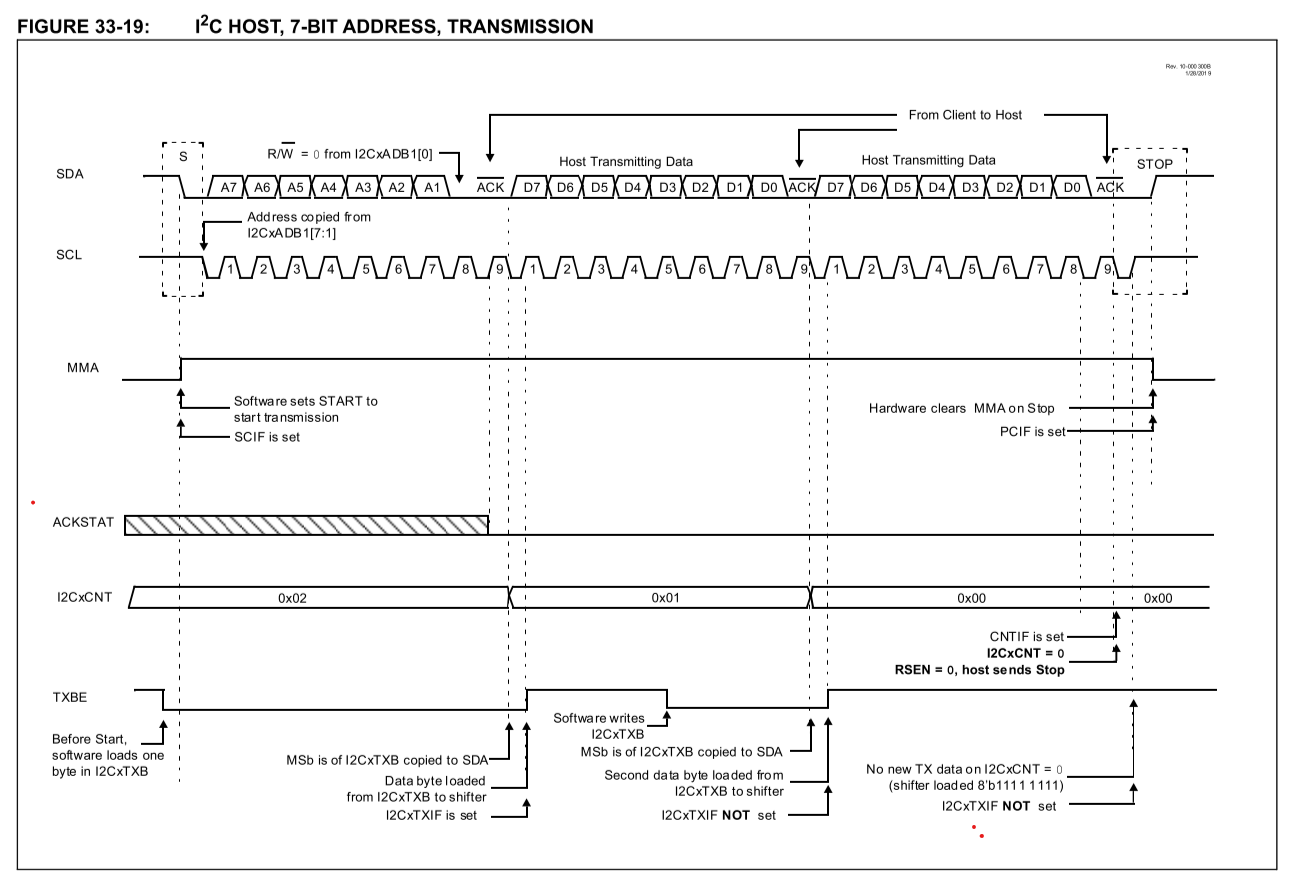 FIGURE 33-19: I2C HOST, 7-BIT ADDRESS, TRANSMISSION
Rev. 10-000 300B
1/28/201 9
From Client to Host
S
R/W = 0 from I2CxADB1[0]
Host Transmitting Data
Host Transmitting Data
STOP
SDA
A7 A6 A5 A4 A3 A2 A1 ACK D7 D6 D5 D4 D3 D2 D1 D0 ACK D7 D6 D5 D4 D3 D2 D1 D0 ACK
Address copied from
I2CxADB1[7:1]
SCL
1 2 3 4 5 6 7 8 9 1 2 3 4 5 6 7 8 9 1 2 3 4 5 6 7 8 9
MMA
Software sets START to
start transmission
SCIF is set
Hardware clears MMA on Stop
PCIF is set
ACKSTAT
I2CxCNT
0x02 0x01 0x00 0x00
CNTIF is set
I2CxCNT = 0
RSEN = 0, host sends Stop
TXBE
Before Start,
software loads one
byte in I2CxTXB
MSb is of I2CxTXB copied to SDA
Data byte loaded
from I2CxTXB to shifter
I2CxTXIF is set
Software writes
I2CxTXB
MSb is of I2CxTXB copied to SDA
Second data byte loaded from
I2CxTXB to shifter
I2CxTXIF NOT set
No new TX data on I2CxCNT = 0
(shifter loaded 8'b1111 1111)
I2CxTXIF NOT set